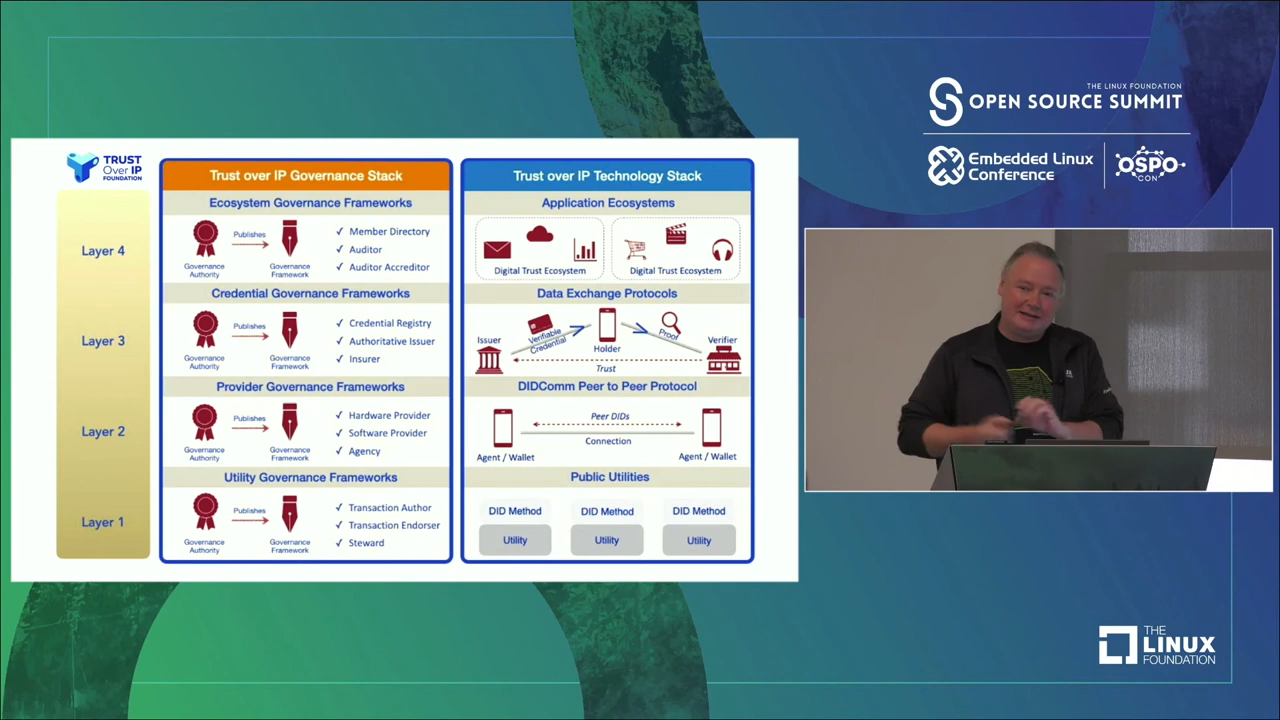 THE LINUX FOUNDATION
OPEN SOURCE SUMMIT
Embedded Linux
Conference
OSPO
CON
TRUST
Over IP
FOUNDATION
Layer 4
Layer 3
Layer 2
Layer 1
Trust over IP Governance Stack
Ecosystem Governance Frameworks
Publishes
Governance
Authority
Governance
Framework
✓ Member Directory
✓ Auditor
✓ Auditor Accreditor
Credential Governance Frameworks
Publishes
Governance
Authority
Governance
Framework
✓ Credential Registry
✓ Authoritative Issuer
✓ Insurer
Provider Governance Frameworks
Publishes
Governance
Authority
Governance
Framework
✓ Hardware Provider
✓ Software Provider
✓ Agency
Utility Governance Frameworks
Publishes
Governance
Authority
Governance
Framework
✓ Transaction Author
✓ Transaction Endorser
✓ Steward
Trust over IP Technology Stack
Application Ecosystems
Digital Trust Ecosystem
Digital Trust Ecosystem
Data Exchange Protocols
Issuer
Verifiable
Credential
Holder
Proof
Verifier
Trust
DIDComm Peer to Peer Protocol
Peer DIDs
Connection
Agent / Wallet
Agent / Wallet
Public Utilities
DID Method
DID Method
DID Method
Utility
Utility
Utility
THE
LINUX
FOUNDATION